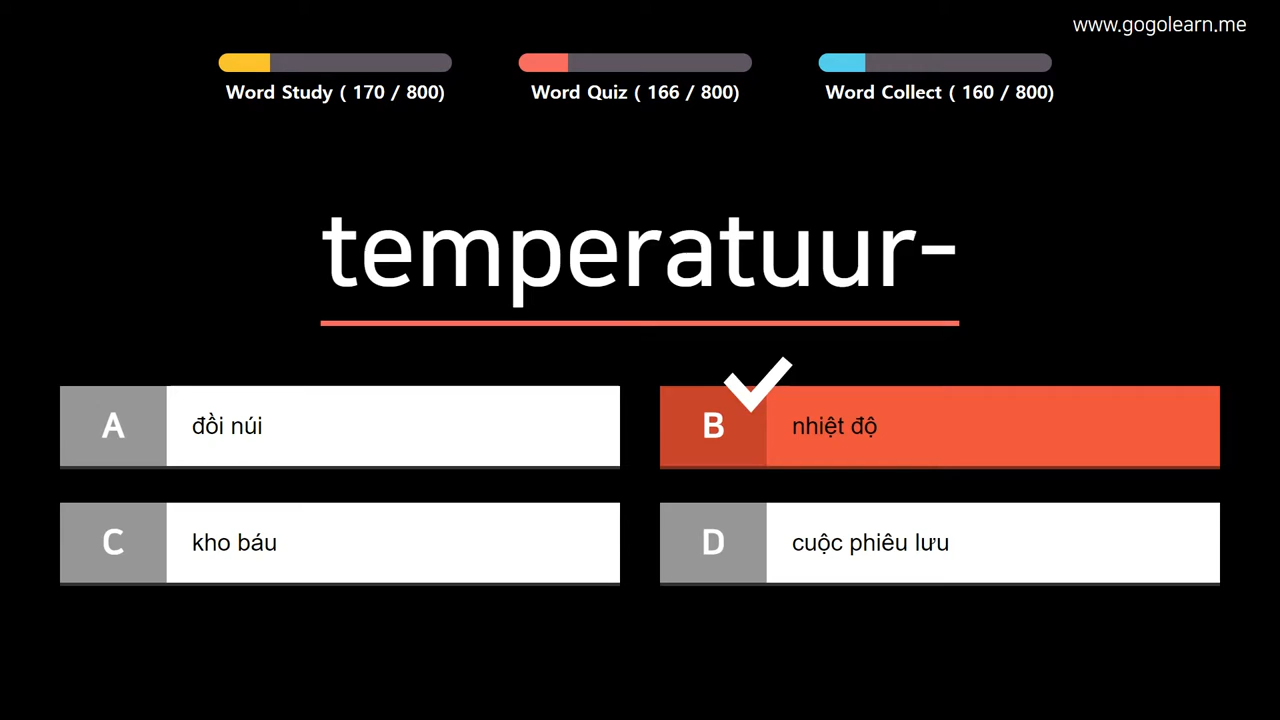 www.gogolearn.me
Word Study ( 170 / 800)
Word Quiz ( 166 / 800)
Word Collect ( 160 / 800)
temperatuur-
A
đồi núi
B
nhiệt độ
C
kho báu
D
cuộc phiêu lưu